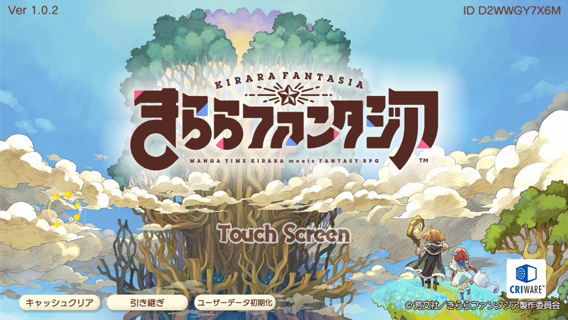 Ver 1.0.2
ID D2WWGY7X6M
KIRARA FANTASIA
きららファンタジア
MANGA TIME KIRARA meets FANTASY RPG
TM
Touch Screen
キャッシュクリア
引き継ぎ
ユーザーデータ初期化
CRIWARE
©芳文社/きららファンタジア製作委員会